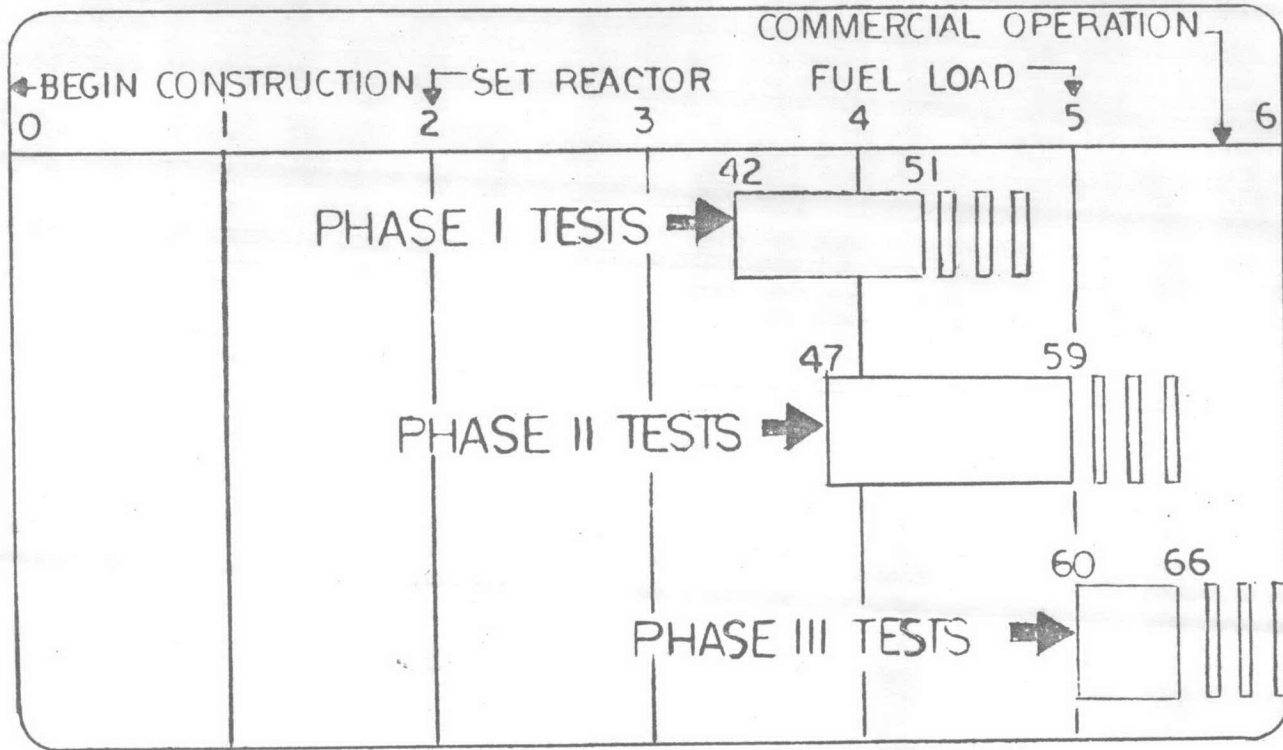 COMMERCIAL OPERATION
BEGIN CONSTRUCTION SET REACTOR FUEL LOAD
0 1 2 3 4 5 6
42 51
PHASE I TESTS
47 59
PHASE II TESTS
60 66
PHASE III TESTS